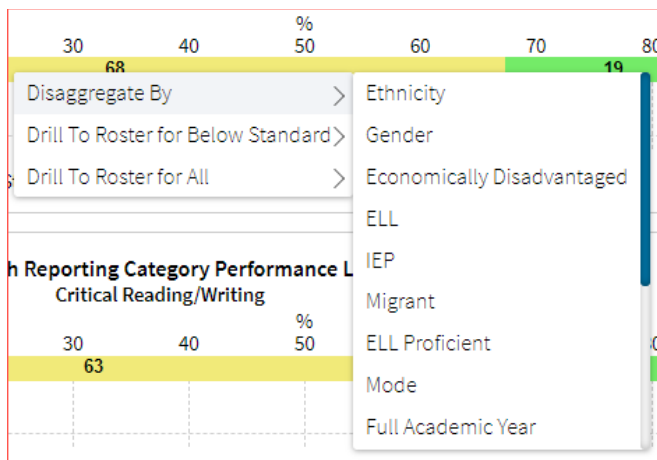 %
30 40 50 60 70 80
68 19
Disaggregate By
Drill To Roster for Below Standard
Drill To Roster for All
Ethnicity
Gender
Economically Disadvantaged
ELL
IEP
Migrant
ELL Proficient
Mode
Full Academic Year
h Reporting Category Performance L
Critical Reading/Writing
%
30 40 50
63